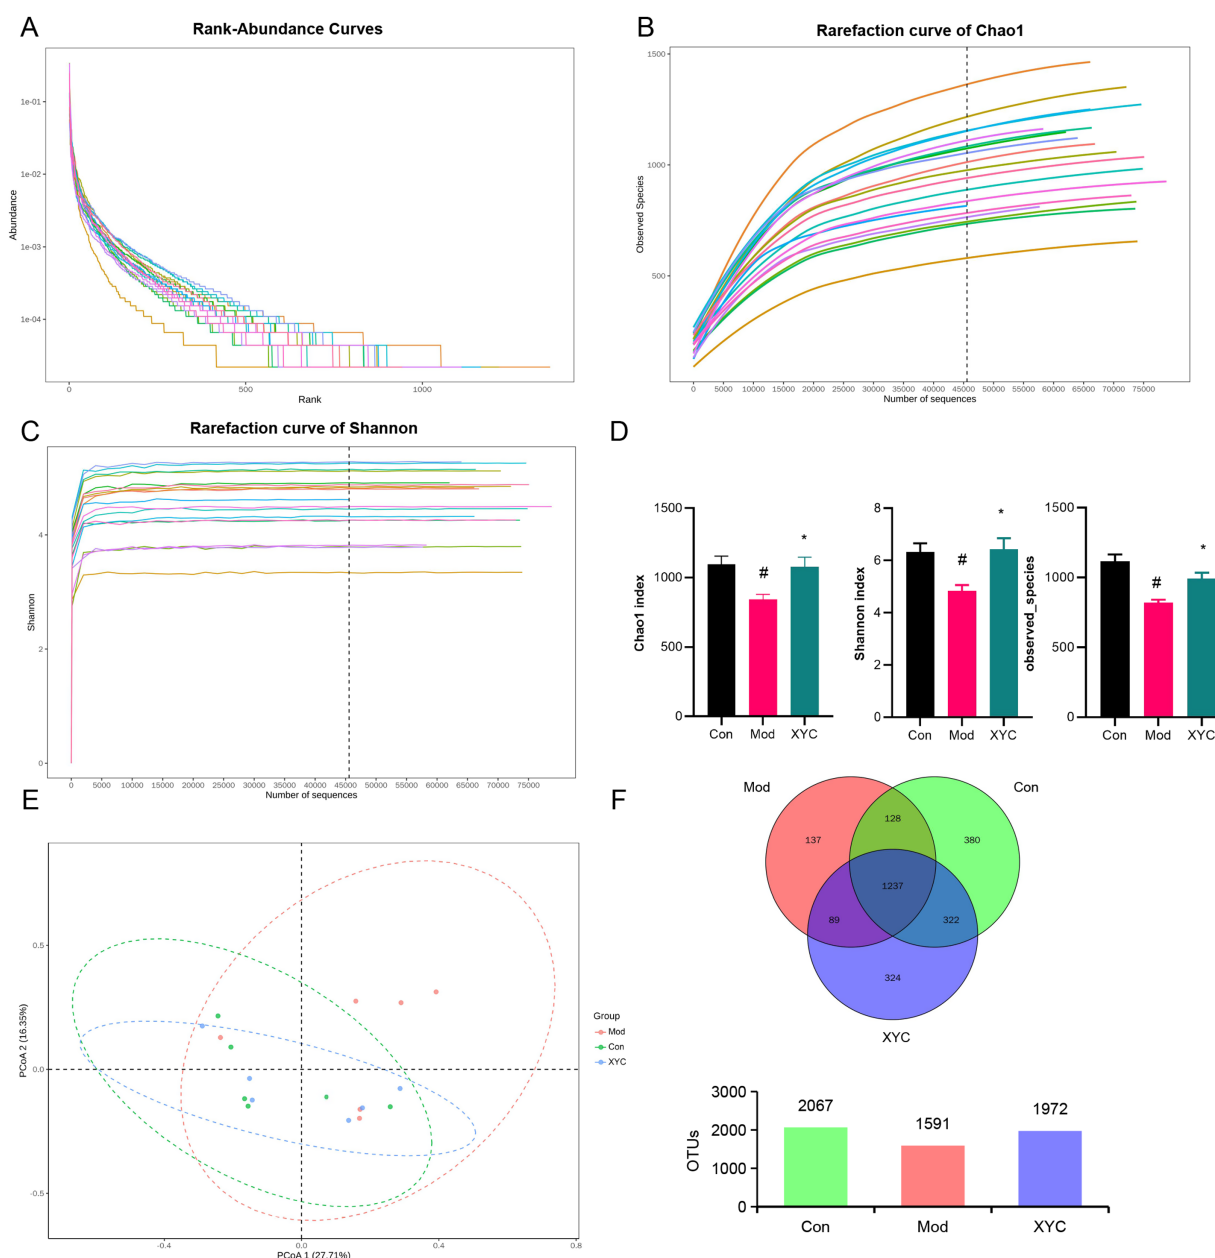 A
Rank-Abundance Curves
Abundance
1e-01
1e-02
1e-03
1e-04
0
500
1000
Rank
B
Rarefaction curve of Chao1
Observed Species
1500
1000
500
0 5000 10000 15000 20000 25000 30000 35000 40000 45000 50000 55000 60000 65000 70000 75000
Number of sequences
C
Rarefaction curve of Shannon
Shannon
4
2
0
0 5000 10000 15000 20000 25000 30000 35000 40000 45000 50000 55000 60000 65000 70000 75000
Number of sequences
D
Chao1 index
1500
1000
500
0
#
*
Con Mod XYC
Shannon index
8
6
4
2
0
#
*
Con Mod XYC
observed_species
1500
1000
500
0
#
*
Con Mod XYC
E
PCoA 2 (16.35%)
0.5
0.0
-0.5
-0.4 0.0 0.4 0.8
PCoA 1 (27.71%)
Group
Mod
Con
XYC
F
Mod
Con
128
137
380
1237
89
322
324
XYC
OTUs
3000
2000
1000
0
2067
1591
1972
Con Mod XYC